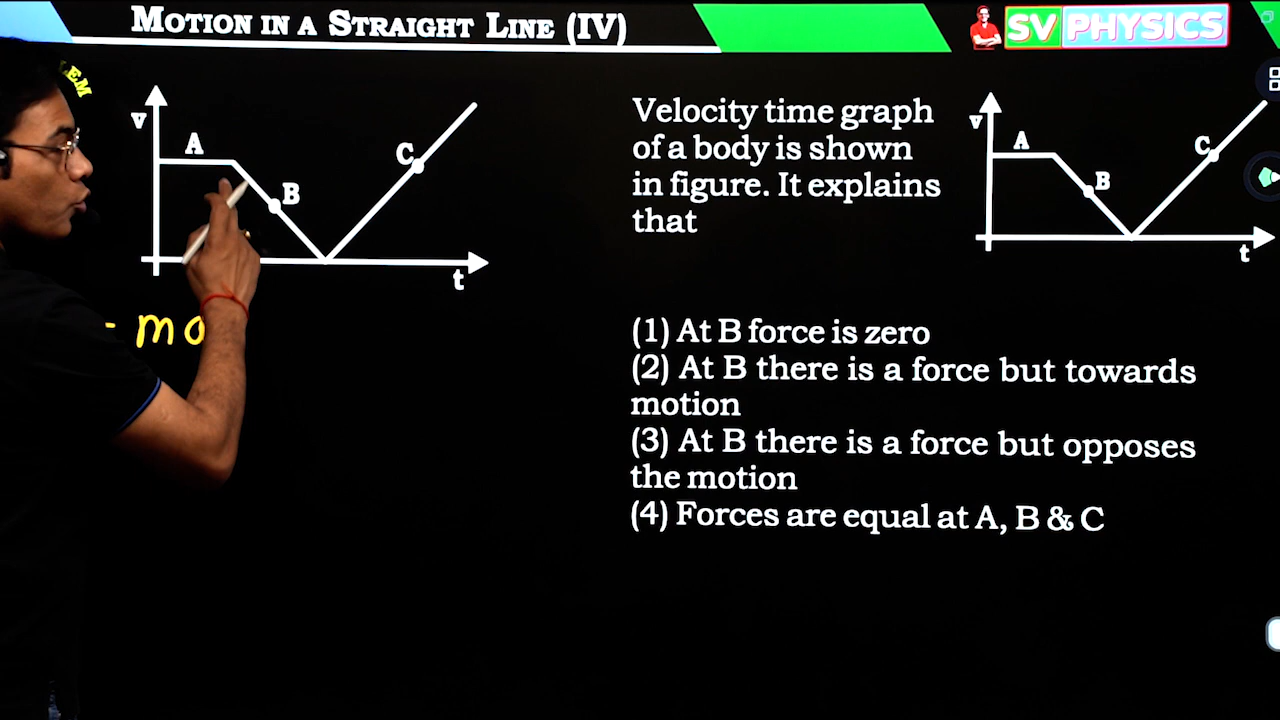 MOTION IN A STRAIGHT LINE (IV)
SV PHYSICS
v
A
B
C
t
Velocity time graph
of a body is shown
in figure. It explains
that
v
A
B
C
t
- mo
(1) At B force is zero
(2) At B there is a force but towards
motion
(3) At B there is a force but opposes
the motion
(4) Forces are equal at A, B & C